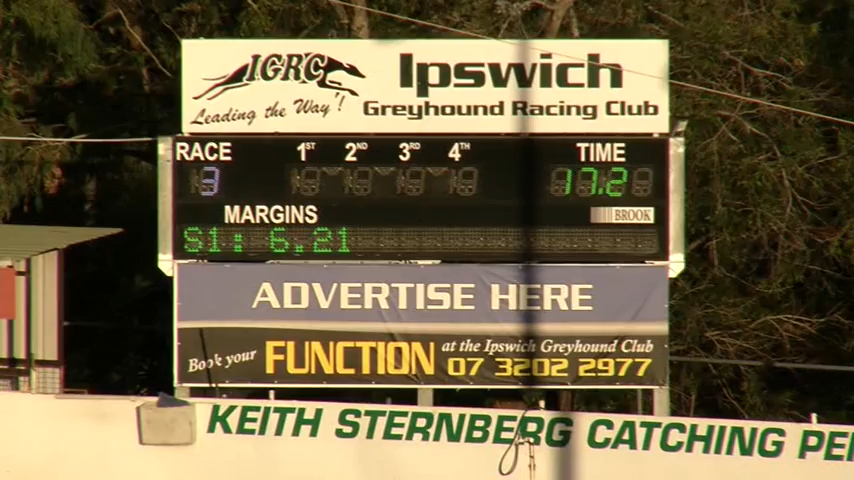 IGRC
Leading the Way!
Ipswich
Greyhound Racing Club
RACE 1ST 2ND 3RD 4TH TIME
3 17.2
MARGINS BROOK
S1: 6.21
ADVERTISE HERE
Book your FUNCTION at the Ipswich Greyhound Club
07 3202 2977
KEITH STERNBERG CATCHING PE